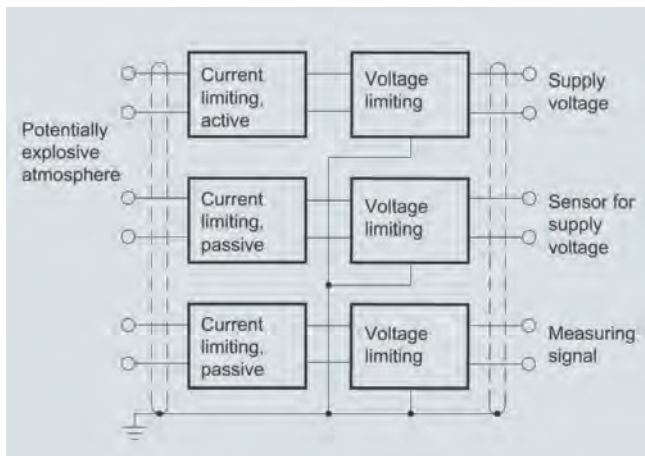 Potentially
explosive
atmosphere
Current
limiting,
active
Voltage
limiting
Supply
voltage
Current
limiting,
passive
Voltage
limiting
Sensor for
supply
voltage
Current
limiting,
passive
Voltage
limiting
Measuring
signal